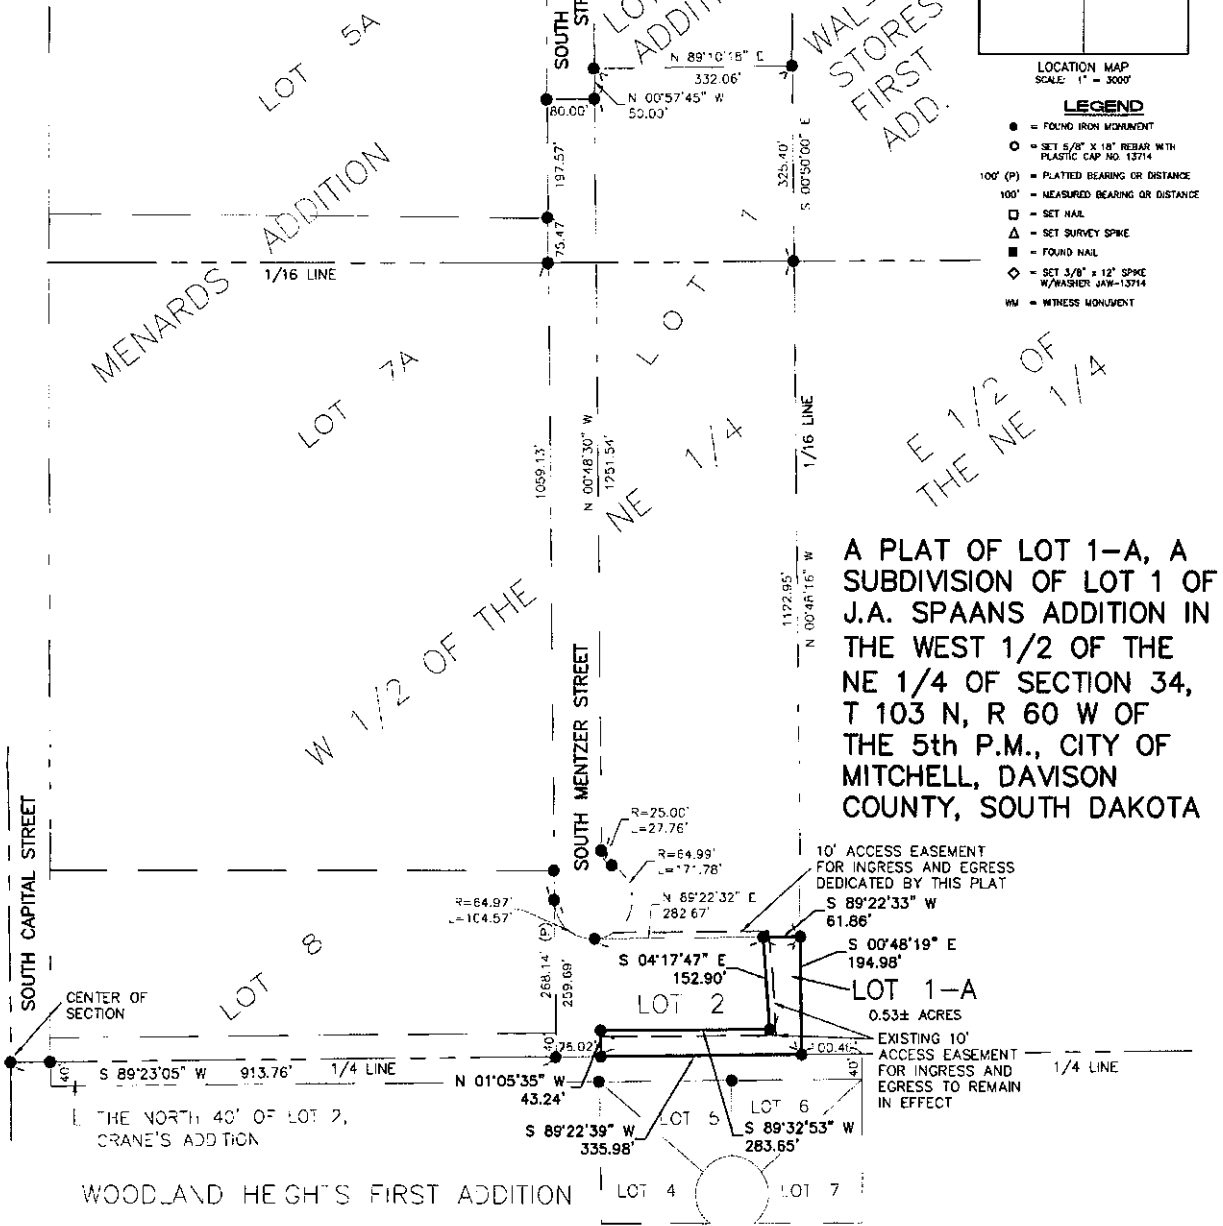 LOT 5A
SOUTH
ADDITION
N 89°10'18" E
332.06'
WAL-
STORES
FIRST
ADD.
80.00'
N 00°57'45" W
50.00'
LOCATION MAP
SCALE: 1" = 3000'
LEGEND
= FOUND IRON MONUMENT
= SET 5/8" X 18" REBAR WITH
PLASTIC CAP NO. 13714
100' (P) = PLATTED BEARING OR DISTANCE
100' = MEASURED BEARING OR DISTANCE
= SET NAIL
= SET SURVEY SPIKE
= FOUND NAIL
= SET 3/8" x 12" SPIKE
W/WASHER JAW-13714
WM = WITNESS MONUMENT
197.57'
75.47'
325.40'
S 00°50'00" E
MENARDS ADDITION
1/16 LINE
LOT 1
LOT 7A
1059.13'
N 00°48'30" W
1251.54'
NE 1/4
1/16 LINE
E 1/2 OF
THE NE 1/4
1122.95'
N 00°48'16" W
W 1/2 OF THE
A PLAT OF LOT 1-A, A
SUBDIVISION OF LOT 1 OF
J.A. SPAANS ADDITION IN
THE WEST 1/2 OF THE
NE 1/4 OF SECTION 34,
T 103 N, R 60 W OF
THE 5th P.M., CITY OF
MITCHELL, DAVISON
COUNTY, SOUTH DAKOTA
SOUTH CAPITAL STREET
SOUTH MENTZER STREET
R=25.00'
L=27.76'
R=64.99'
L=171.78'
R=64.97'
L=104.57'
N 89°22'32" E
282.67'
10' ACCESS EASEMENT
FOR INGRESS AND EGRESS
DEDICATED BY THIS PLAT
S 89°22'33" W
61.86'
S 00°48'19" E
194.98'
S 04°17'47" E
152.90'
LOT 8
268.14' (P)
259.69'
LOT 2
LOT 1-A
0.53± ACRES
CENTER OF
SECTION
EXISTING 10'
ACCESS EASEMENT
FOR INGRESS AND
EGRESS TO REMAIN
IN EFFECT
40'
S 89°23'05" W 913.76' 1/4 LINE
40'
75.02'
40'
1/4 LINE
N 01°05'35" W
43.24'
THE NORTH 40' OF LOT 2,
CRANE'S ADDITION
S 89°22'39" W
335.98'
LOT 5
LOT 6
S 89°32'53" W
283.65'
WOODLAND HEIGHTS FIRST ADDITION
LOT 4
LOT 7